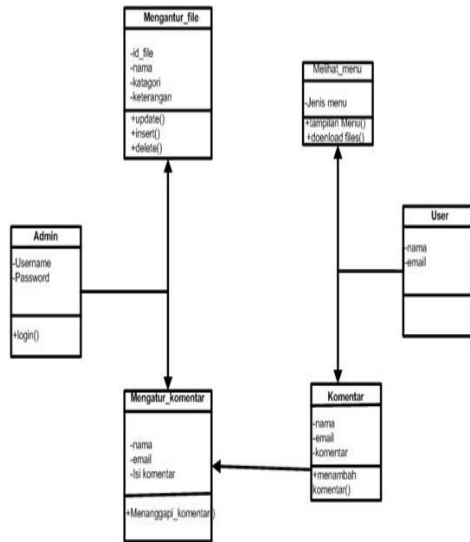 Mengantur_file
-id_file
-nama
-katagori
-keterangan
+update()
+insert()
+delete()
Melihat_menu
-Jenis menu
+tampilan Menu()
+doenload files()
Admin
-Username
-Password
+login()
User
-nama
-email
Mengatur_komentar
-nama
-email
-Isi komentar
+Menanggapi_komentar()
Komentar
-nama
-email
-komentar
+menambah
komentar()